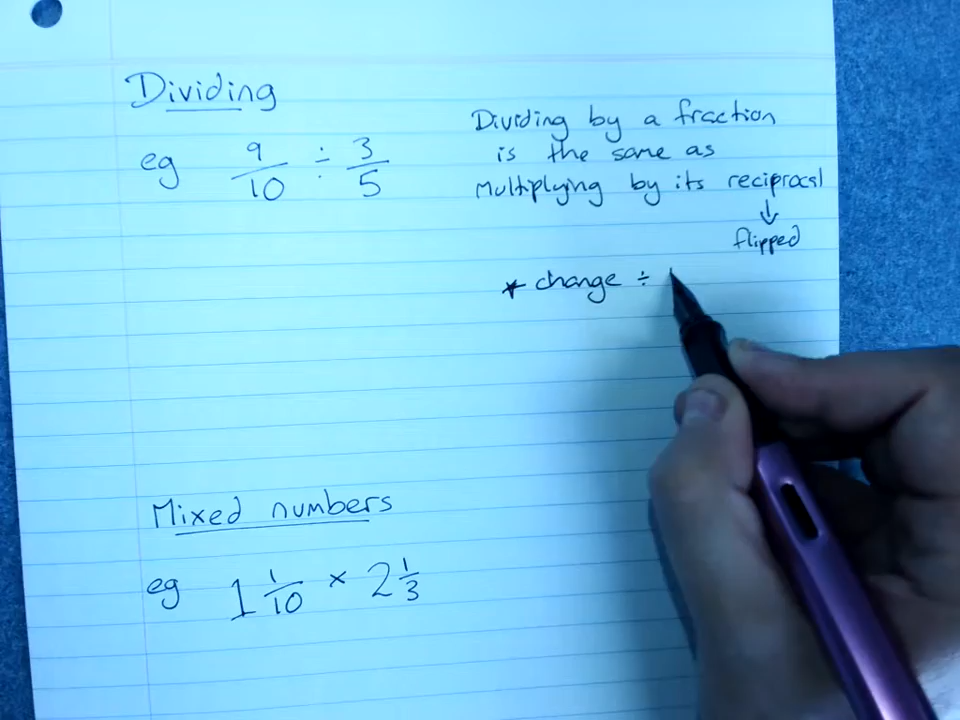 Dividing
eg 9/10 ÷ 3/5
Dividing by a fraction
is the same as
Multiplying by its reciprocal
↓
flipped
* change ÷
Mixed numbers
eg 1 1/10 × 2 1/3